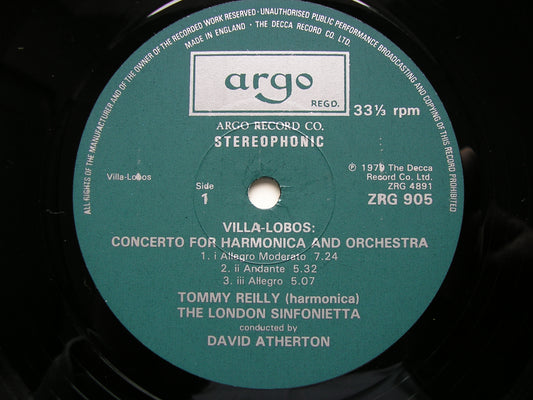 ALL RIGHTS OF THE MANUFACTURER AND OF THE OWNER OF THE RECORDED WORK RESERVED · UNAUTHORISED PUBLIC PERFORMANCE BROADCASTING AND COPYING OF THIS RECORD PROHIBITED
MADE IN ENGLAND · THE DECCA RECORD CO. LTD.
argo
REGD.
33⅓ rpm
ARGO RECORD CO.
STEREOPHONIC
Villa-Lobos
Side
1
℗ 1979 The Decca
Record Co. Ltd.
ZRG 4891
ZRG 905
VILLA-LOBOS:
CONCERTO FOR HARMONICA AND ORCHESTRA
1. i Allegro Moderato 7.24
2. ii Andante 5.32
3. iii Allegro 5.07
TOMMY REILLY (harmonica)
THE LONDON SINFONIETTA
conducted by
DAVID ATHERTON